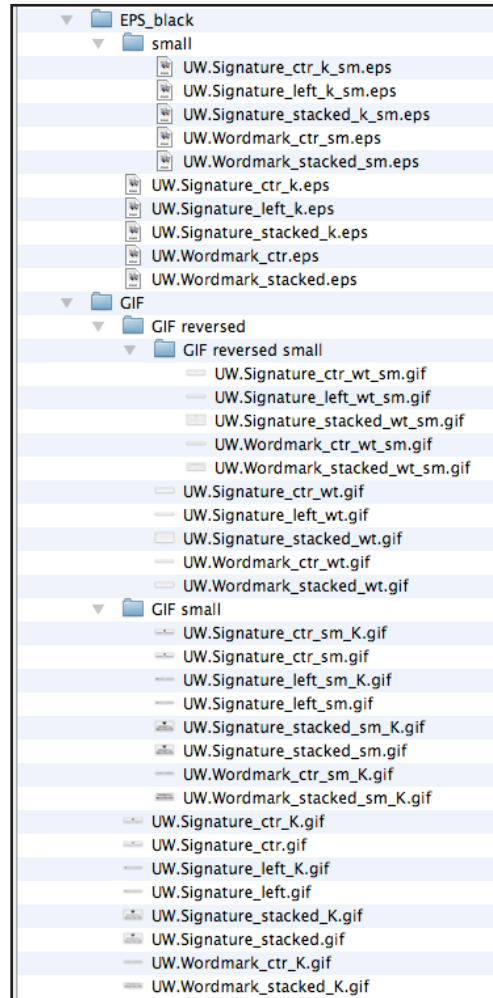 EPS_black
small
UW.Signature_ctr_k_sm.eps
UW.Signature_left_k_sm.eps
UW.Signature_stacked_k_sm.eps
UW.Wordmark_ctr_sm.eps
UW.Wordmark_stacked_sm.eps
UW.Signature_ctr_k.eps
UW.Signature_left_k.eps
UW.Signature_stacked_k.eps
UW.Wordmark_ctr.eps
UW.Wordmark_stacked.eps
GIF
GIF reversed
GIF reversed small
UW.Signature_ctr_wt_sm.gif
UW.Signature_left_wt_sm.gif
UW.Signature_stacked_wt_sm.gif
UW.Wordmark_ctr_wt_sm.gif
UW.Wordmark_stacked_wt_sm.gif
UW.Signature_ctr_wt.gif
UW.Signature_left_wt.gif
UW.Signature_stacked_wt.gif
UW.Wordmark_ctr_wt.gif
UW.Wordmark_stacked_wt.gif
GIF small
UW.Signature_ctr_sm_K.gif
UW.Signature_ctr_sm.gif
UW.Signature_left_sm_K.gif
UW.Signature_left_sm.gif
UW.Signature_stacked_sm_K.gif
UW.Signature_stacked_sm.gif
UW.Wordmark_ctr_sm_K.gif
UW.Wordmark_stacked_sm_K.gif
UW.Signature_ctr_K.gif
UW.Signature_ctr.gif
UW.Signature_left_K.gif
UW.Signature_left.gif
UW.Signature_stacked_K.gif
UW.Signature_stacked.gif
UW.Wordmark_ctr_K.gif
UW.Wordmark_stacked_K.gif